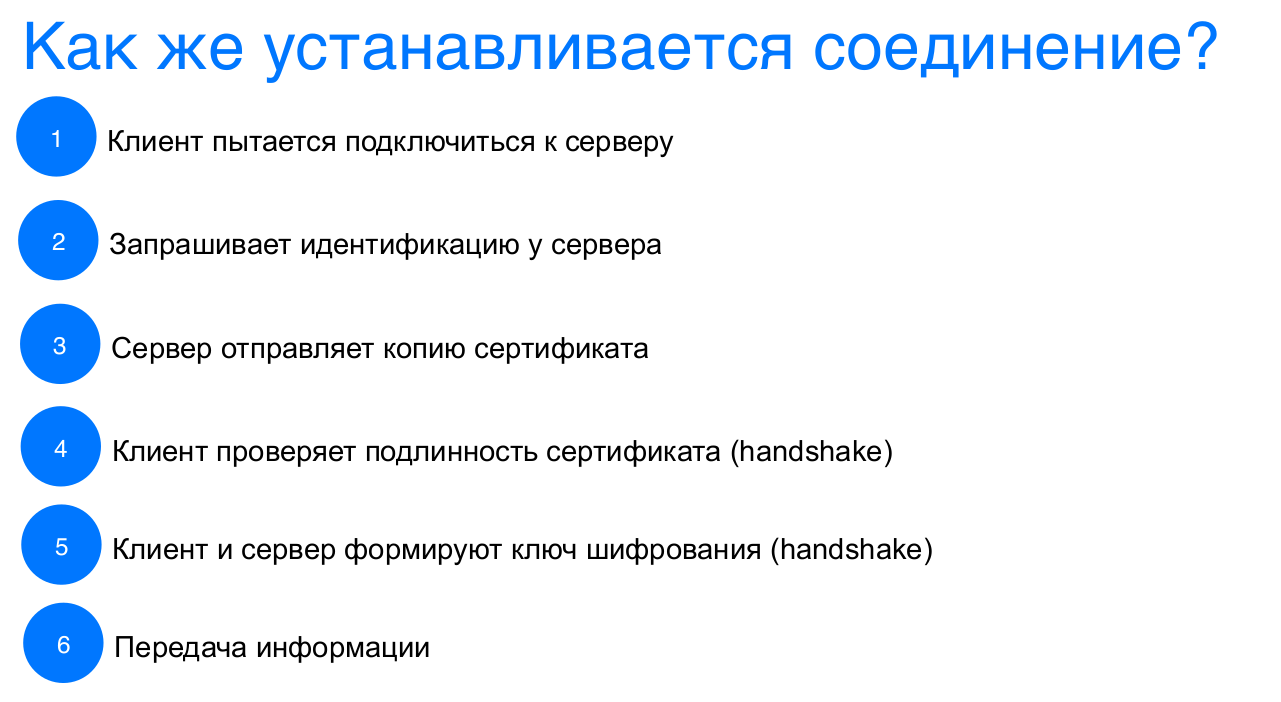 Как же устанавливается соединение?
1 Клиент пытается подключиться к серверу
2 Запрашивает идентификацию у сервера
3 Сервер отправляет копию сертификата
4 Клиент проверяет подлинность сертификата (handshake)
5 Клиент и сервер формируют ключ шифрования (handshake)
6 Передача информации